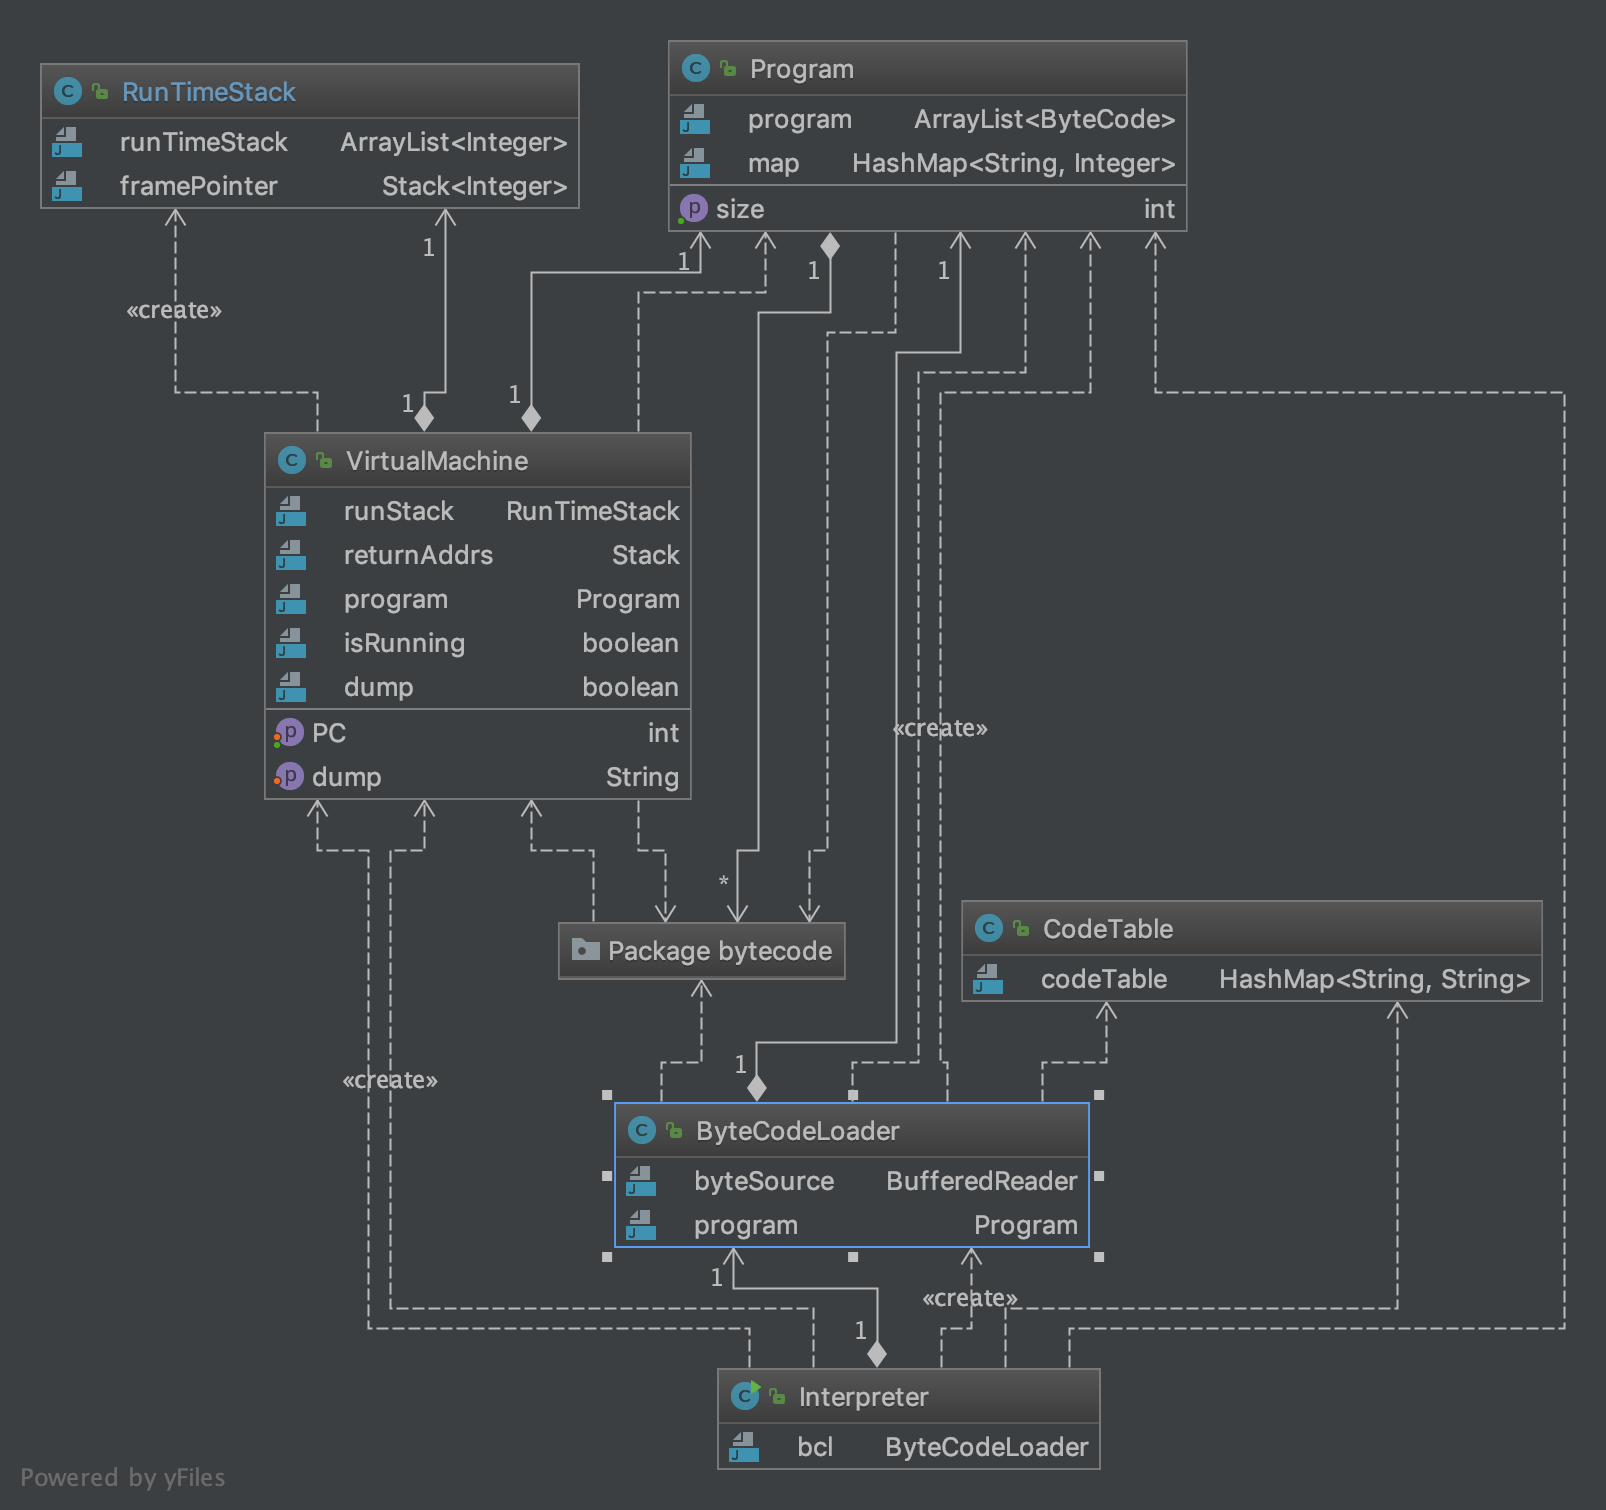 RunTimeStack
runTimeStack ArrayList<Integer>
framePointer Stack<Integer>
Program
program ArrayList<ByteCode>
map HashMap<String, Integer>
size int
1
1
1
1
«create»
1
1
VirtualMachine
runStack RunTimeStack
returnAddrs Stack
program Program
isRunning boolean
dump boolean
PC int
dump String
«create»
*
Package bytecode
CodeTable
codeTable HashMap<String, String>
1
«create»
ByteCodeLoader
byteSource BufferedReader
program Program
1
«create»
1
Interpreter
bcl ByteCodeLoader
Powered by yFiles